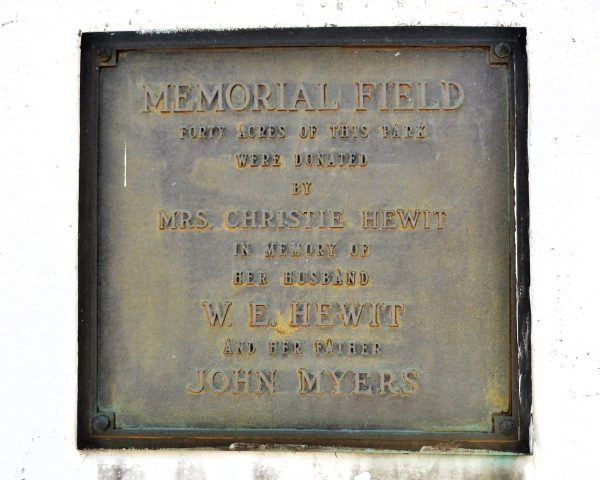 MEMORIAL FIELD
FORTY ACRES OF THIS PARK
WERE DONATED
BY
MRS. CHRISTIE HEWIT
IN MEMORY OF
HER HUSBAND
W. E. HEWIT
AND HER FATHER
JOHN MYERS